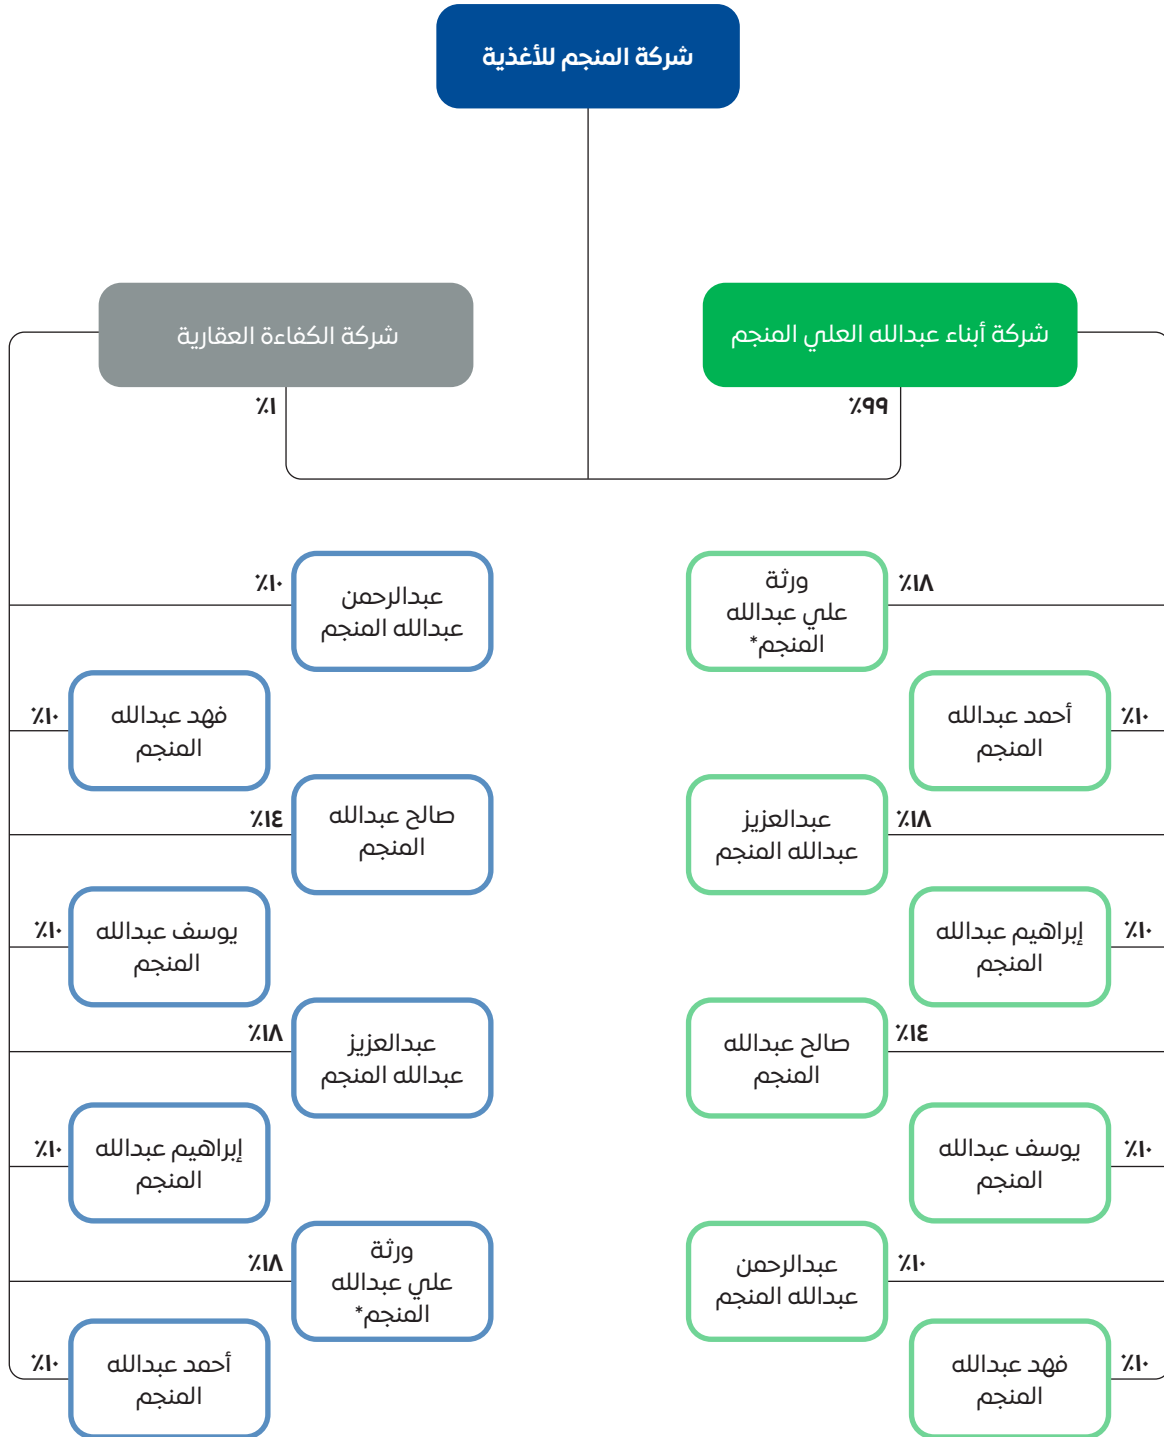 شركة المنجم للأغذية
شركة أبناء عبدالله العلي المنجم
٩٩٪
شركة الكفاءة العقارية
١٪
ورثة
علي عبدالله
المنجم*
١٨٪
أحمد عبدالله
المنجم
١٠٪
عبدالعزيز
عبدالله المنجم
١٨٪
إبراهيم عبدالله
المنجم
١٠٪
صالح عبدالله
المنجم
١٤٪
يوسف عبدالله
المنجم
١٠٪
عبدالرحمن
عبدالله المنجم
١٠٪
فهد عبدالله
المنجم
١٠٪
عبدالرحمن
عبدالله المنجم
١٠٪
فهد عبدالله
المنجم
١٠٪
صالح عبدالله
المنجم
١٤٪
يوسف عبدالله
المنجم
١٠٪
عبدالعزيز
عبدالله المنجم
١٨٪
إبراهيم عبدالله
المنجم
١٠٪
ورثة
علي عبدالله
المنجم*
١٨٪
أحمد عبدالله
المنجم
١٠٪